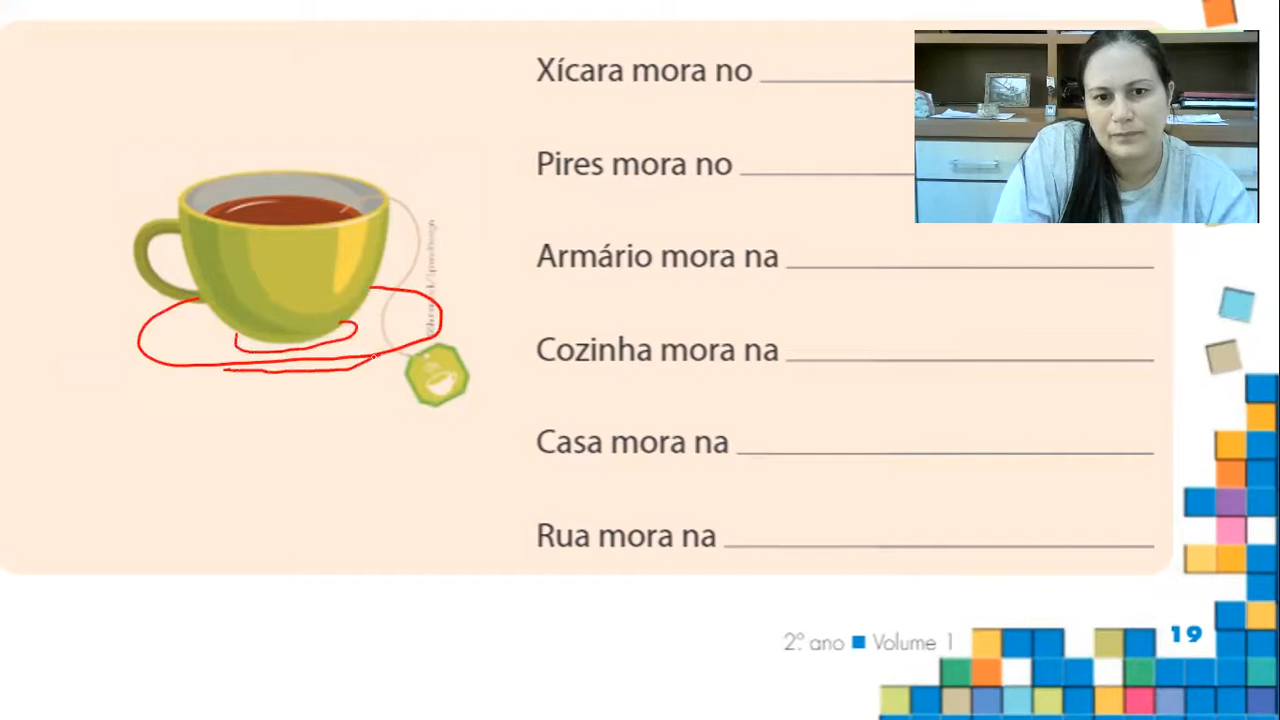 Xícara mora no
Pires mora no
Armário mora na
Cozinha mora na
Casa mora na
Rua mora na
2º. ano ■ Volume 1
19